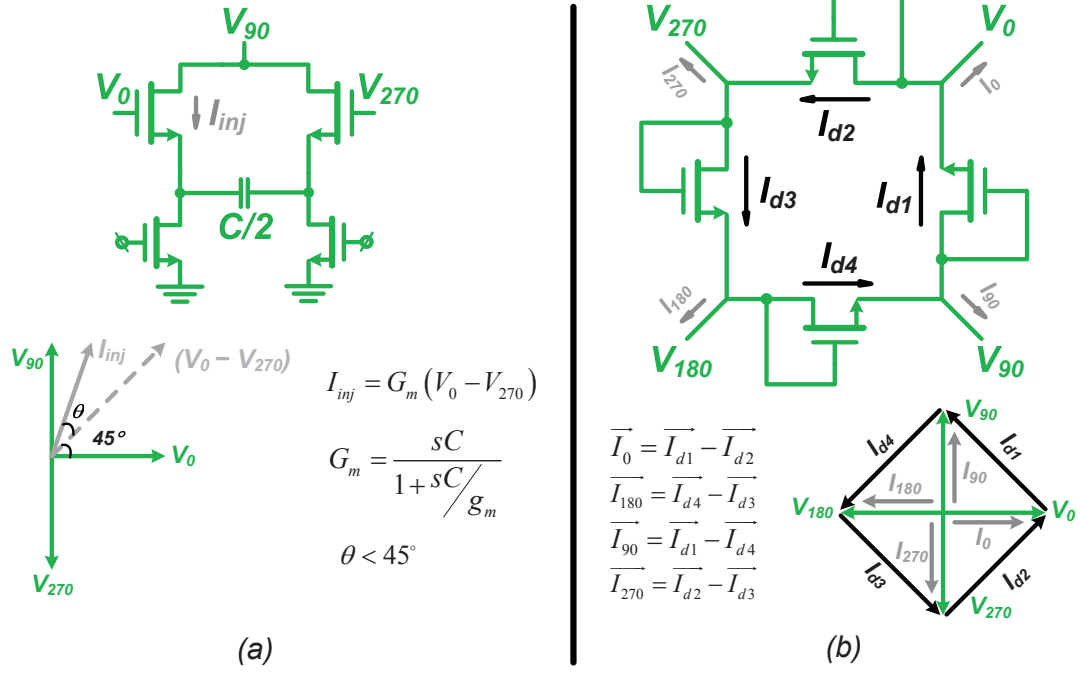 V90
V0
V270
Iinj
C/2
V90
Iinj
(V0 − V270)
θ
45°
V0
V270
Iinj = Gm (V0 − V270)
Gm = sC / (1 + sC/gm)
θ < 45°
(a)
V270
V0
I270
I0
Id2
Id3
Id1
Id4
I180
I90
V180
V90
I0 = Id1 − Id2
I180 = Id4 − Id3
I90 = Id1 − Id4
I270 = Id2 − Id3
V90
Id4
Id1
I90
I180
V180
V0
I270
I0
Id3
Id2
V270
(b)